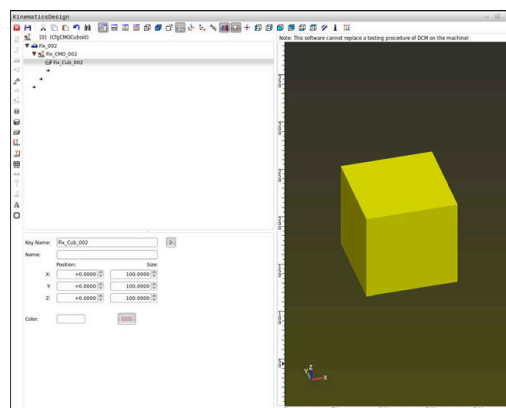 KinematicsDesign
[0] (CfgCMOCuboid)
Note: This software cannot replace a testing procedure of DCM on the machine!
Fix_002
Fix_CMO_002
Fix_Cub_002
Key Name: Fix_Cub_002
Name:
Position: Size:
X: +0.0000 100.0000
Y: +0.0000 100.0000
Z: +0.0000 100.0000
Color:
Z
Y
X